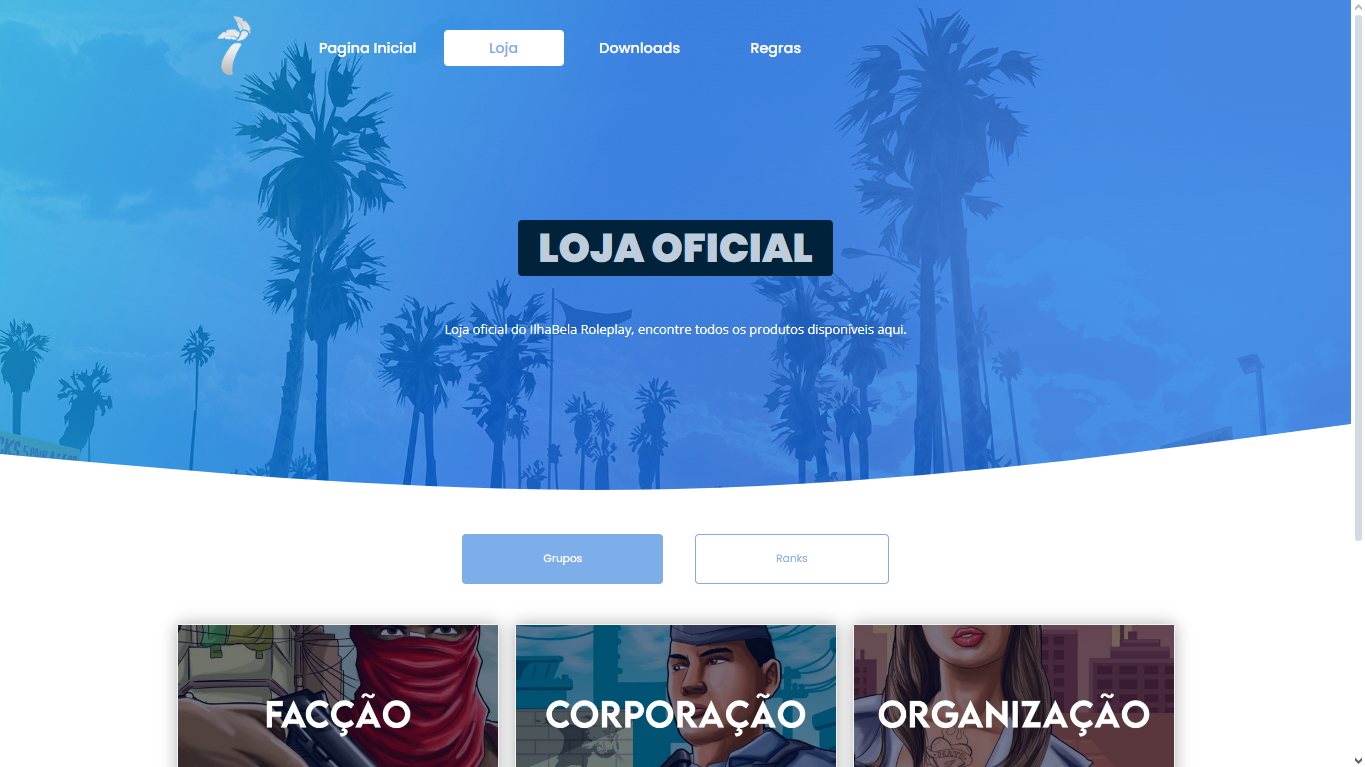 Pagina Inicial
Loja
Downloads
Regras
LOJA OFICIAL
Loja oficial do IlhaBela Roleplay, encontre todos os produtos disponíveis aqui.
Grupos
Ranks
FACÇÃO
CORPORAÇÃO
ORGANIZAÇÃO